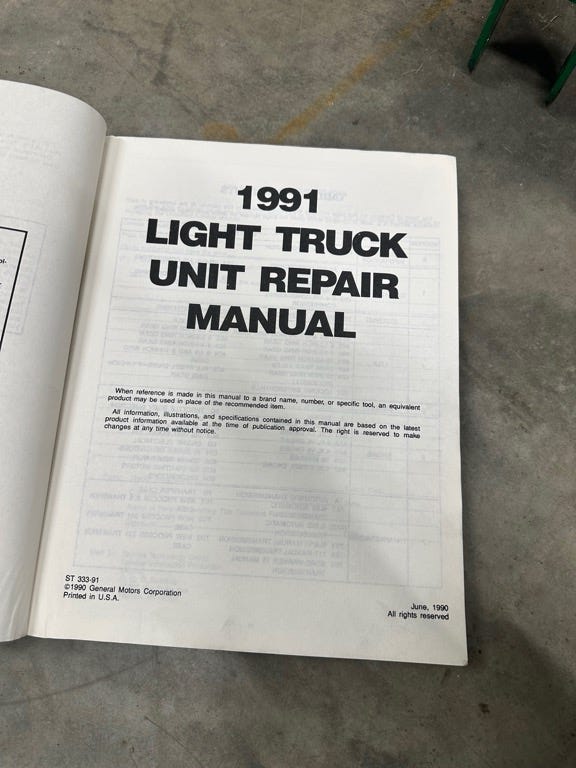 1991
LIGHT TRUCK
UNIT REPAIR
MANUAL
When reference is made in this manual to a brand name, number, or specific tool, an equivalent
product may be used in place of the recommended item.
All information, illustrations, and specifications contained in this manual are based on the latest
product information available at the time of publication approval. The right is reserved to make
changes at any time without notice.
ST 333-91
©1990 General Motors Corporation
Printed in U.S.A.
June, 1990
All rights reserved